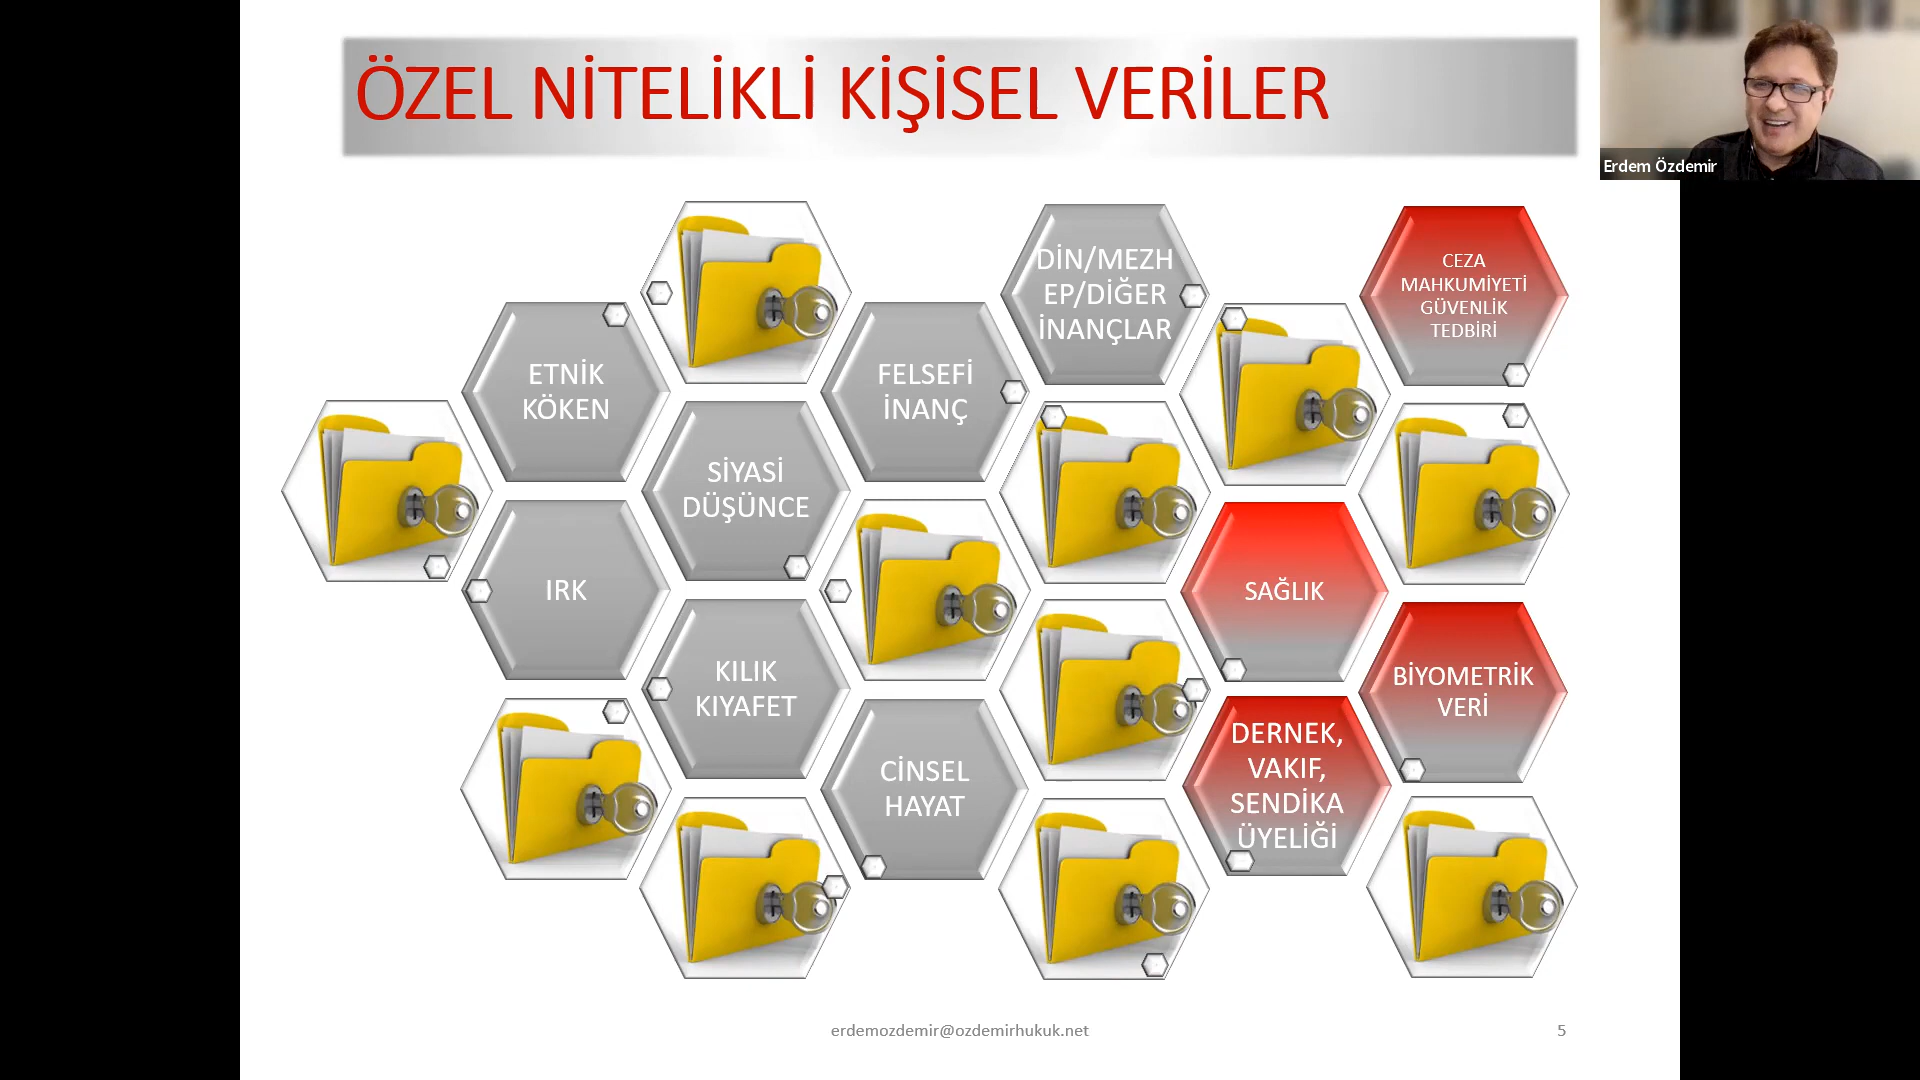 ÖZEL NİTELİKLİ KİŞİSEL VERİLER
Erdem Özdemir
DİN/MEZH
EP/DİĞER
İNANÇLAR
CEZA
MAHKUMİYETİ
GÜVENLİK
TEDBİRİ
ETNİK
KÖKEN
FELSEFİ
İNANÇ
SİYASİ
DÜŞÜNCE
IRK
SAĞLIK
KILIK
KIYAFET
BİYOMETRİK
VERİ
CİNSEL
HAYAT
DERNEK,
VAKIF,
SENDİKA
ÜYELİĞİ
erdemozdemir@ozdemirhukuk.net
5